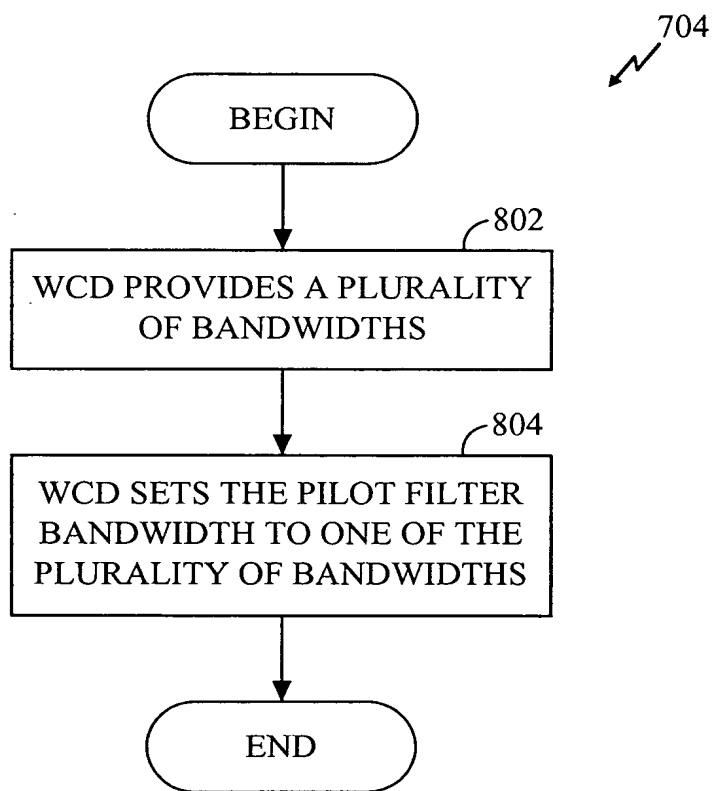 704
BEGIN
802
WCD PROVIDES A PLURALITY
OF BANDWIDTHS
804
WCD SETS THE PILOT FILTER
BANDWIDTH TO ONE OF THE
PLURALITY OF BANDWIDTHS
END